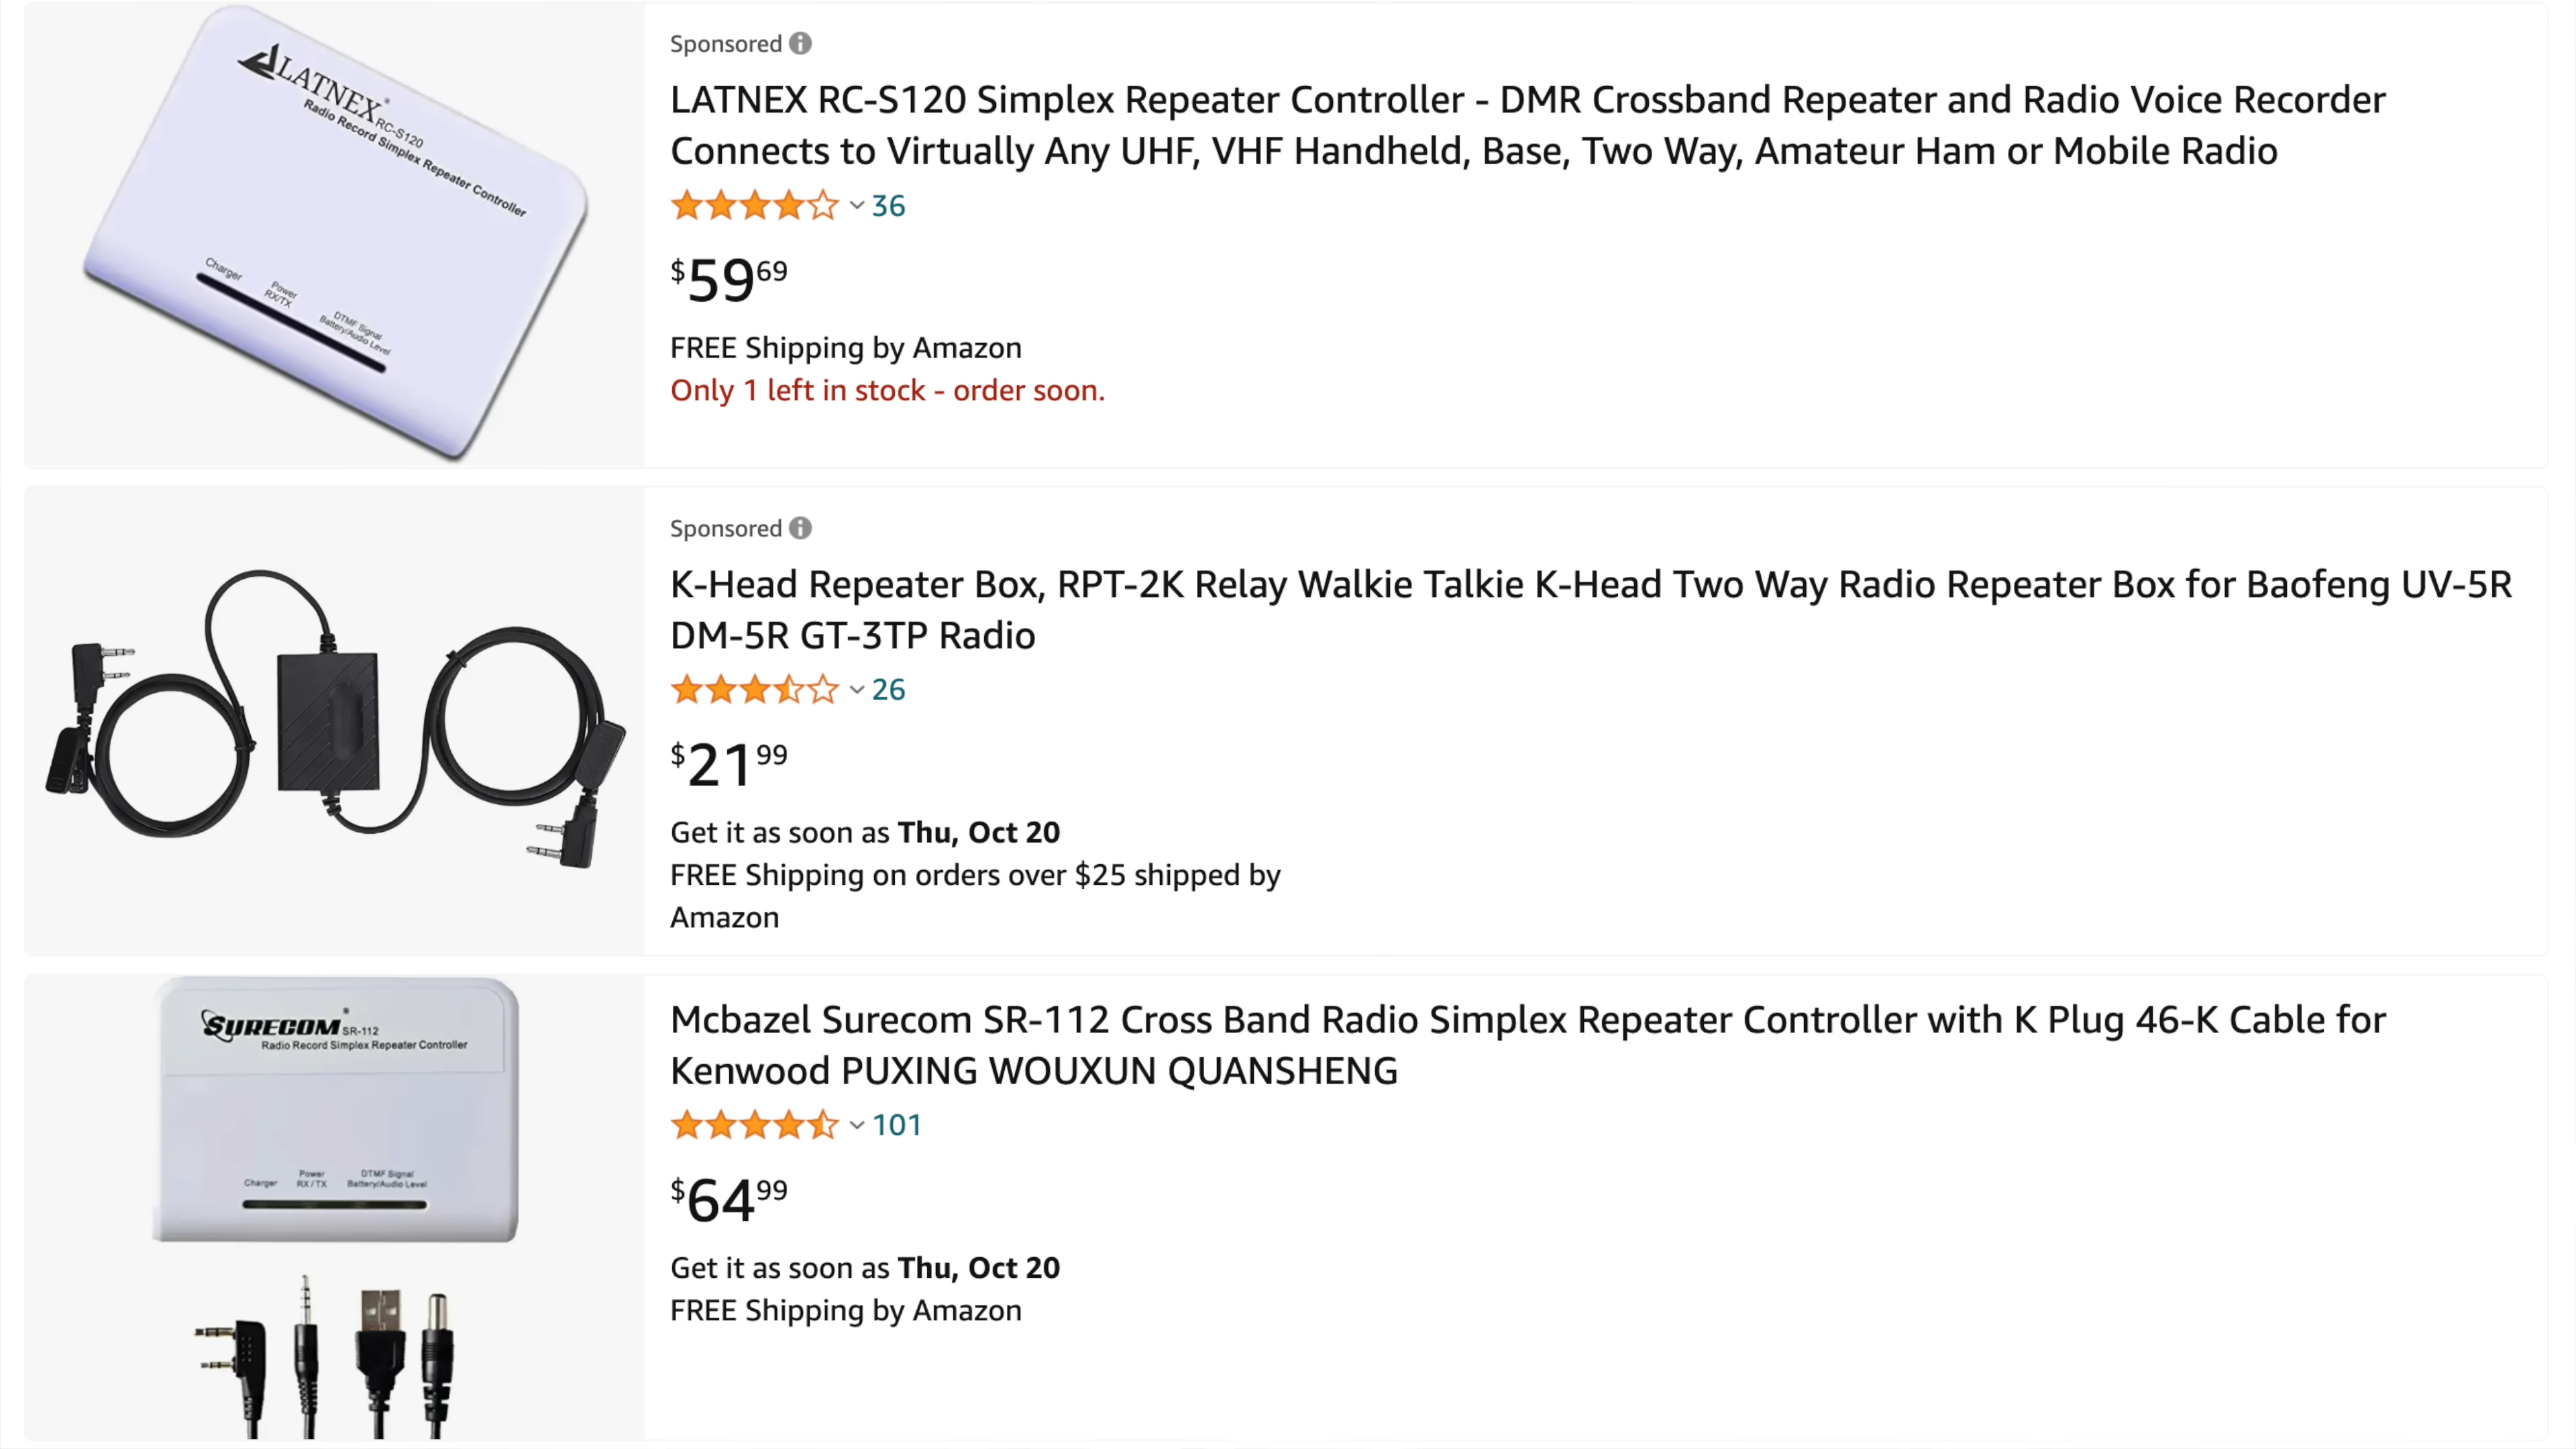 LATNEX®
RC-S120
Radio Record Simplex Repeater Controller
Charger
Power
RX/TX
DTMF Signal
Battery/Audio Level
Sponsored
LATNEX RC-S120 Simplex Repeater Controller - DMR Crossband Repeater and Radio Voice Recorder
Connects to Virtually Any UHF, VHF Handheld, Base, Two Way, Amateur Ham or Mobile Radio
36
$59 69
FREE Shipping by Amazon
Only 1 left in stock - order soon.
Sponsored
K-Head Repeater Box, RPT-2K Relay Walkie Talkie K-Head Two Way Radio Repeater Box for Baofeng UV-5R
DM-5R GT-3TP Radio
26
$21 99
Get it as soon as Thu, Oct 20
FREE Shipping on orders over $25 shipped by
Amazon
SURECOM® SR-112
Radio Record Simplex Repeater Controller
Charger
Power
RX/TX
DTMF Signal
Battery/Audio Level
Mcbazel Surecom SR-112 Cross Band Radio Simplex Repeater Controller with K Plug 46-K Cable for
Kenwood PUXING WOUXUN QUANSHENG
101
$64 99
Get it as soon as Thu, Oct 20
FREE Shipping by Amazon